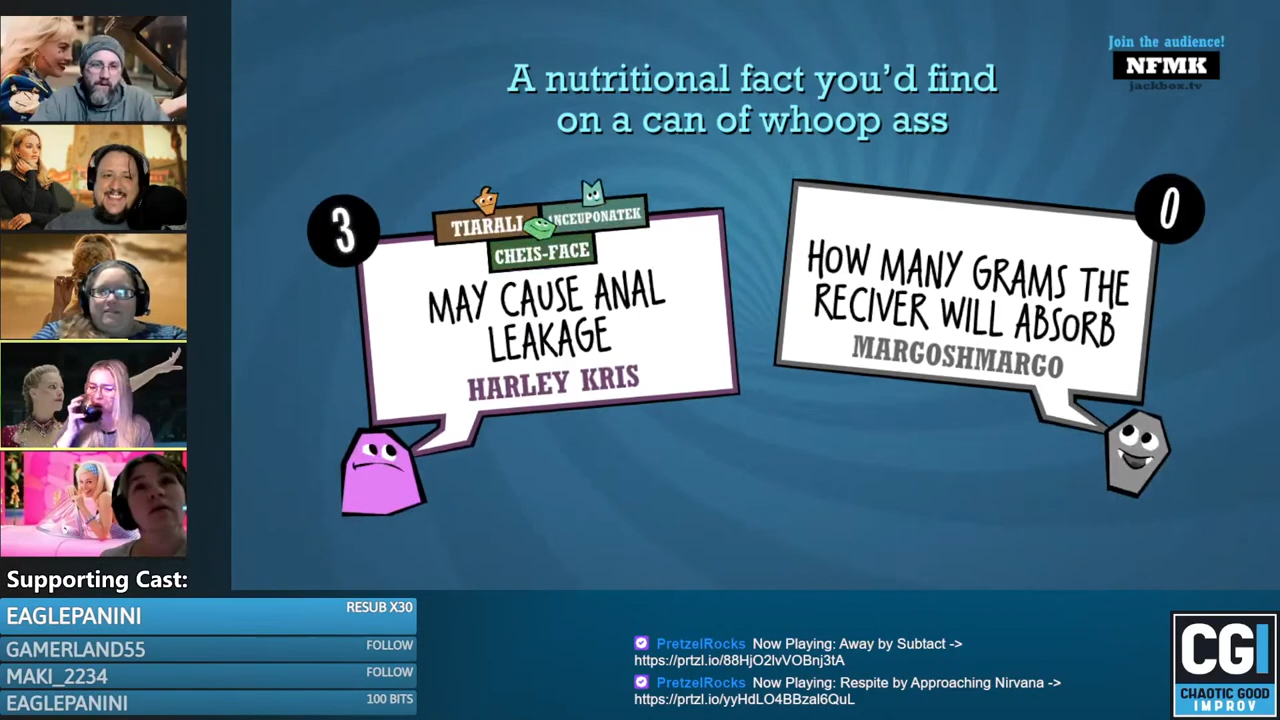 A nutritional fact you'd find
on a can of whoop ass
Join the audience!
NFMK
jackbox.tv
3
TIARALI
ANCEUPONATEK
CHEIS-FACE
MAY CAUSE ANAL
LEAKAGE
HARLEY KRIS
0
HOW MANY GRAMS THE
RECIVER WILL ABSORB
MARGOSHMARGO
Supporting Cast:
EAGLEPANINI RESUB X30
GAMERLAND55 FOLLOW
MAKI_2234 FOLLOW
EAGLEPANINI 100 BITS
PretzelRocks Now Playing: Away by Subtact ->
https://prtzl.io/88HjO2lvVOBnj3tA
PretzelRocks Now Playing: Respite by Approaching Nirvana ->
https://prtzl.io/yyHdLO4BBzal6QuL
CGI
CHAOTIC GOOD
IMPROV